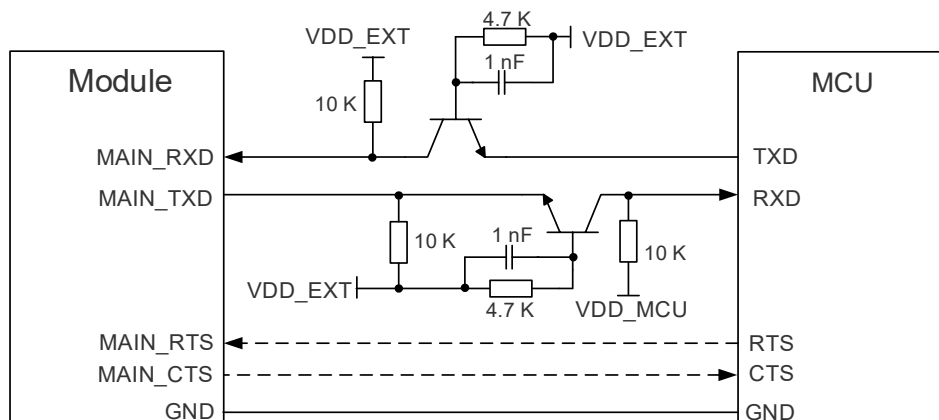 4.7 K
VDD_EXT
VDD_EXT
Module
1 nF
MCU
10 K
MAIN_RXD
TXD
MAIN_TXD
RXD
10 K
1 nF
10 K
VDD_EXT
4.7 K
VDD_MCU
MAIN_RTS
RTS
MAIN_CTS
CTS
GND
GND